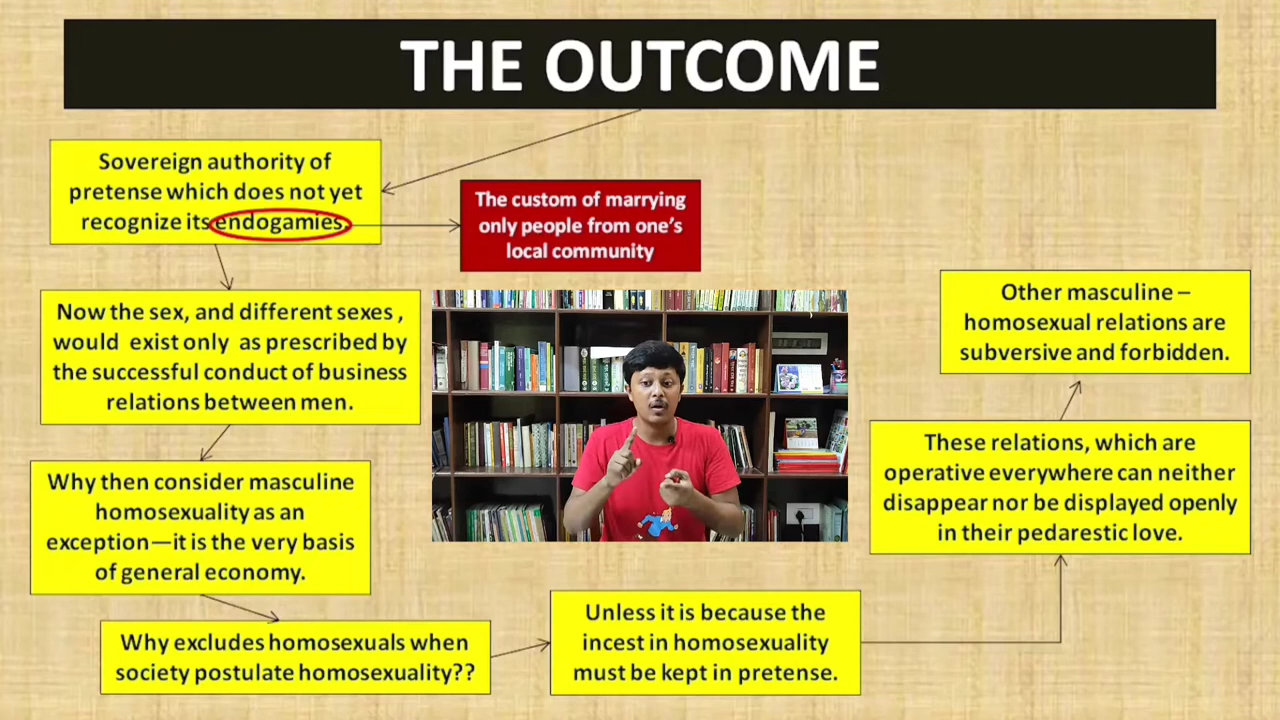 THE OUTCOME
Sovereign authority of
pretense which does not yet
recognize its endogamies.
The custom of marrying
only people from one's
local community
Now the sex, and different sexes ,
would exist only as prescribed by
the successful conduct of business
relations between men.
Why then consider masculine
homosexuality as an
exception—it is the very basis
of general economy.
Why excludes homosexuals when
society postulate homosexuality??
Unless it is because the
incest in homosexuality
must be kept in pretense.
These relations, which are
operative everywhere can neither
disappear nor be displayed openly
in their pedarestic love.
Other masculine –
homosexual relations are
subversive and forbidden.